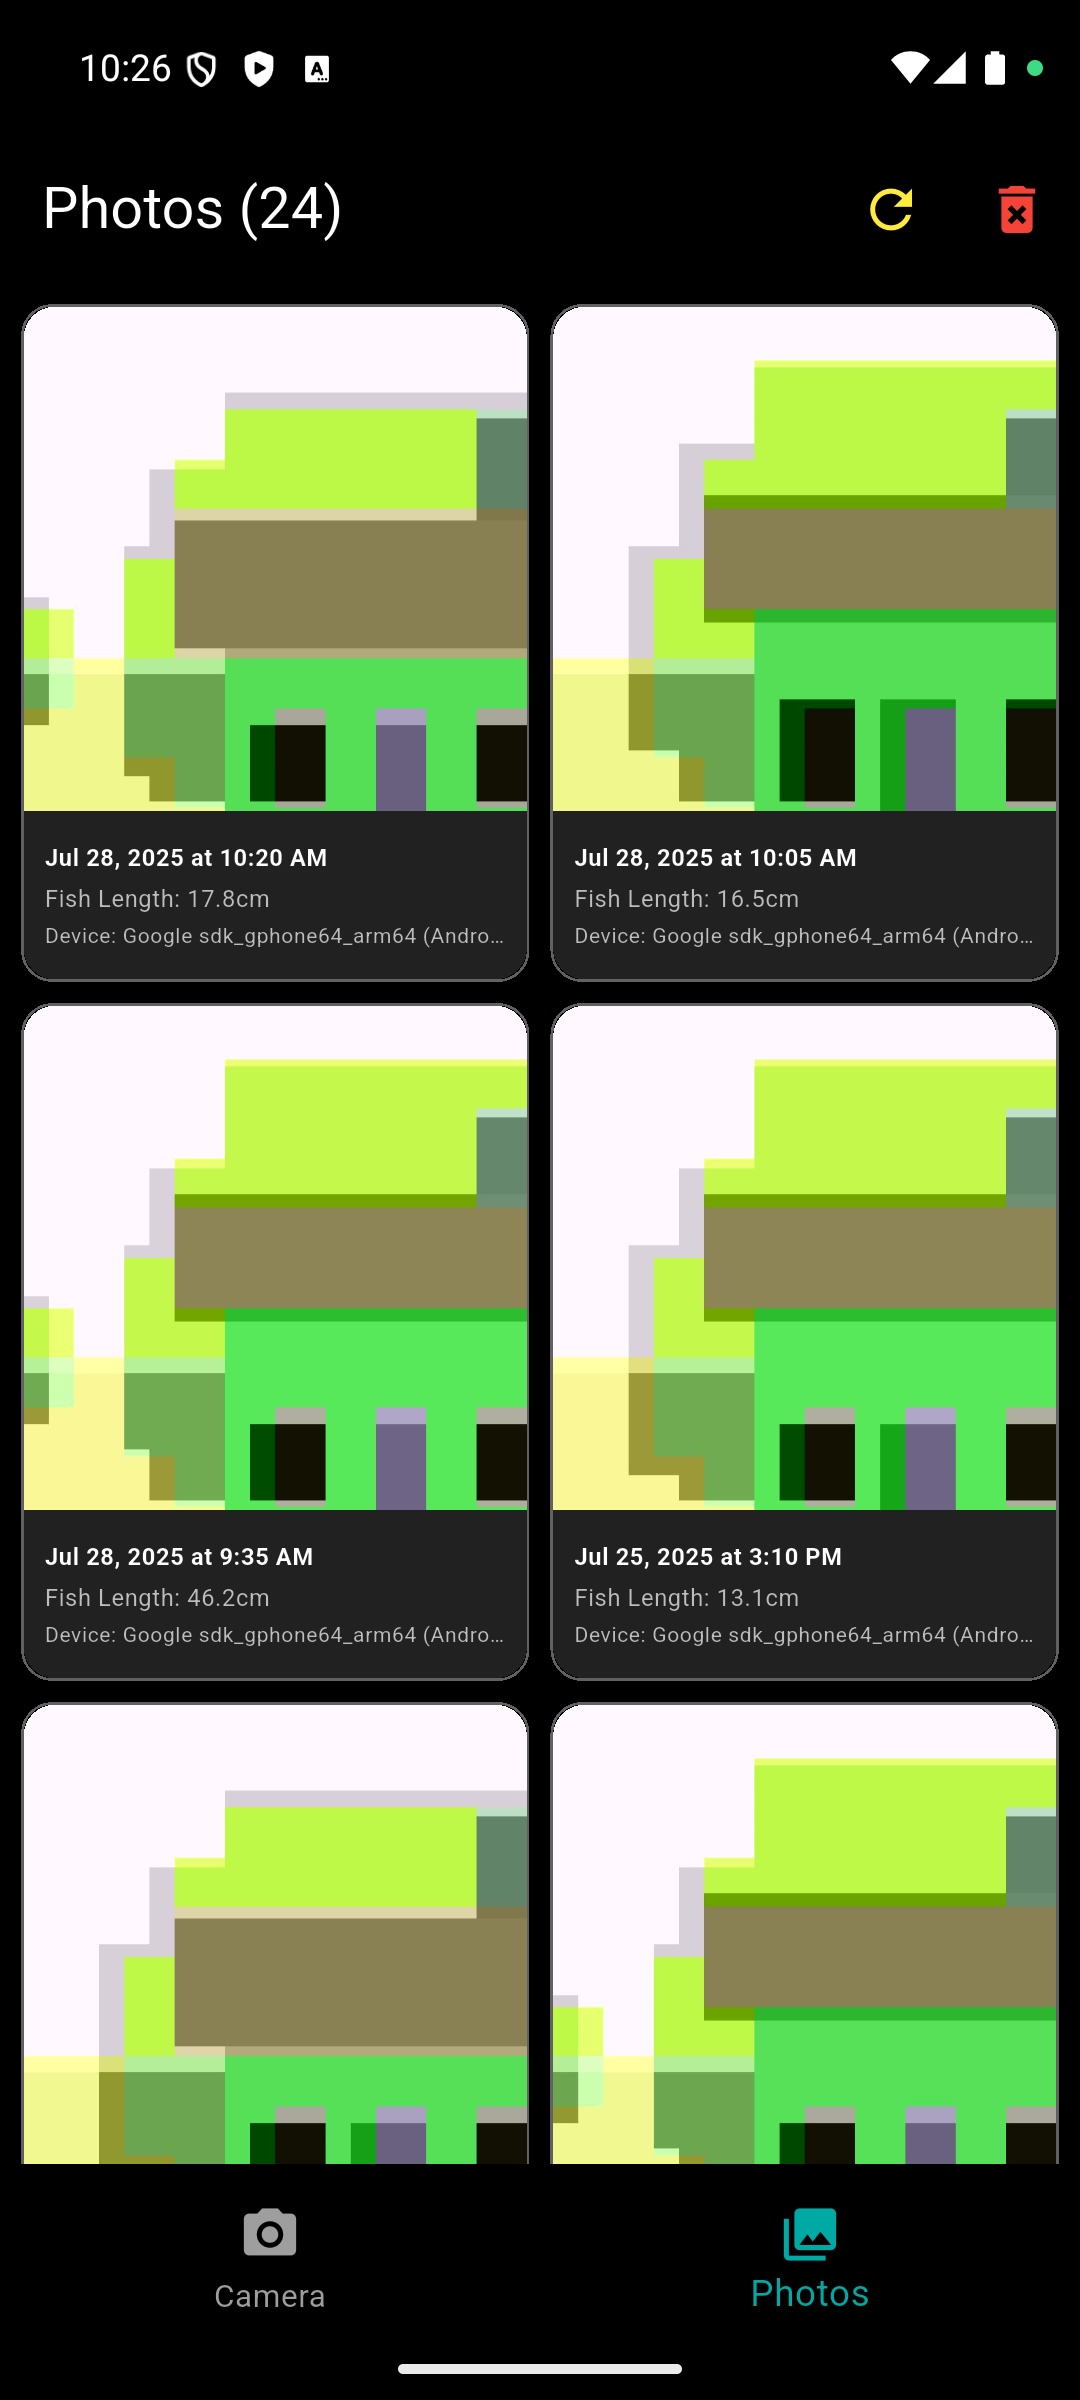 10:26
Photos (24)
Jul 28, 2025 at 10:20 AM
Fish Length: 17.8cm
Device: Google sdk_gphone64_arm64 (Andro…
Jul 28, 2025 at 10:05 AM
Fish Length: 16.5cm
Device: Google sdk_gphone64_arm64 (Andro…
Jul 28, 2025 at 9:35 AM
Fish Length: 46.2cm
Device: Google sdk_gphone64_arm64 (Andro…
Jul 25, 2025 at 3:10 PM
Fish Length: 13.1cm
Device: Google sdk_gphone64_arm64 (Andro…
Camera
Photos